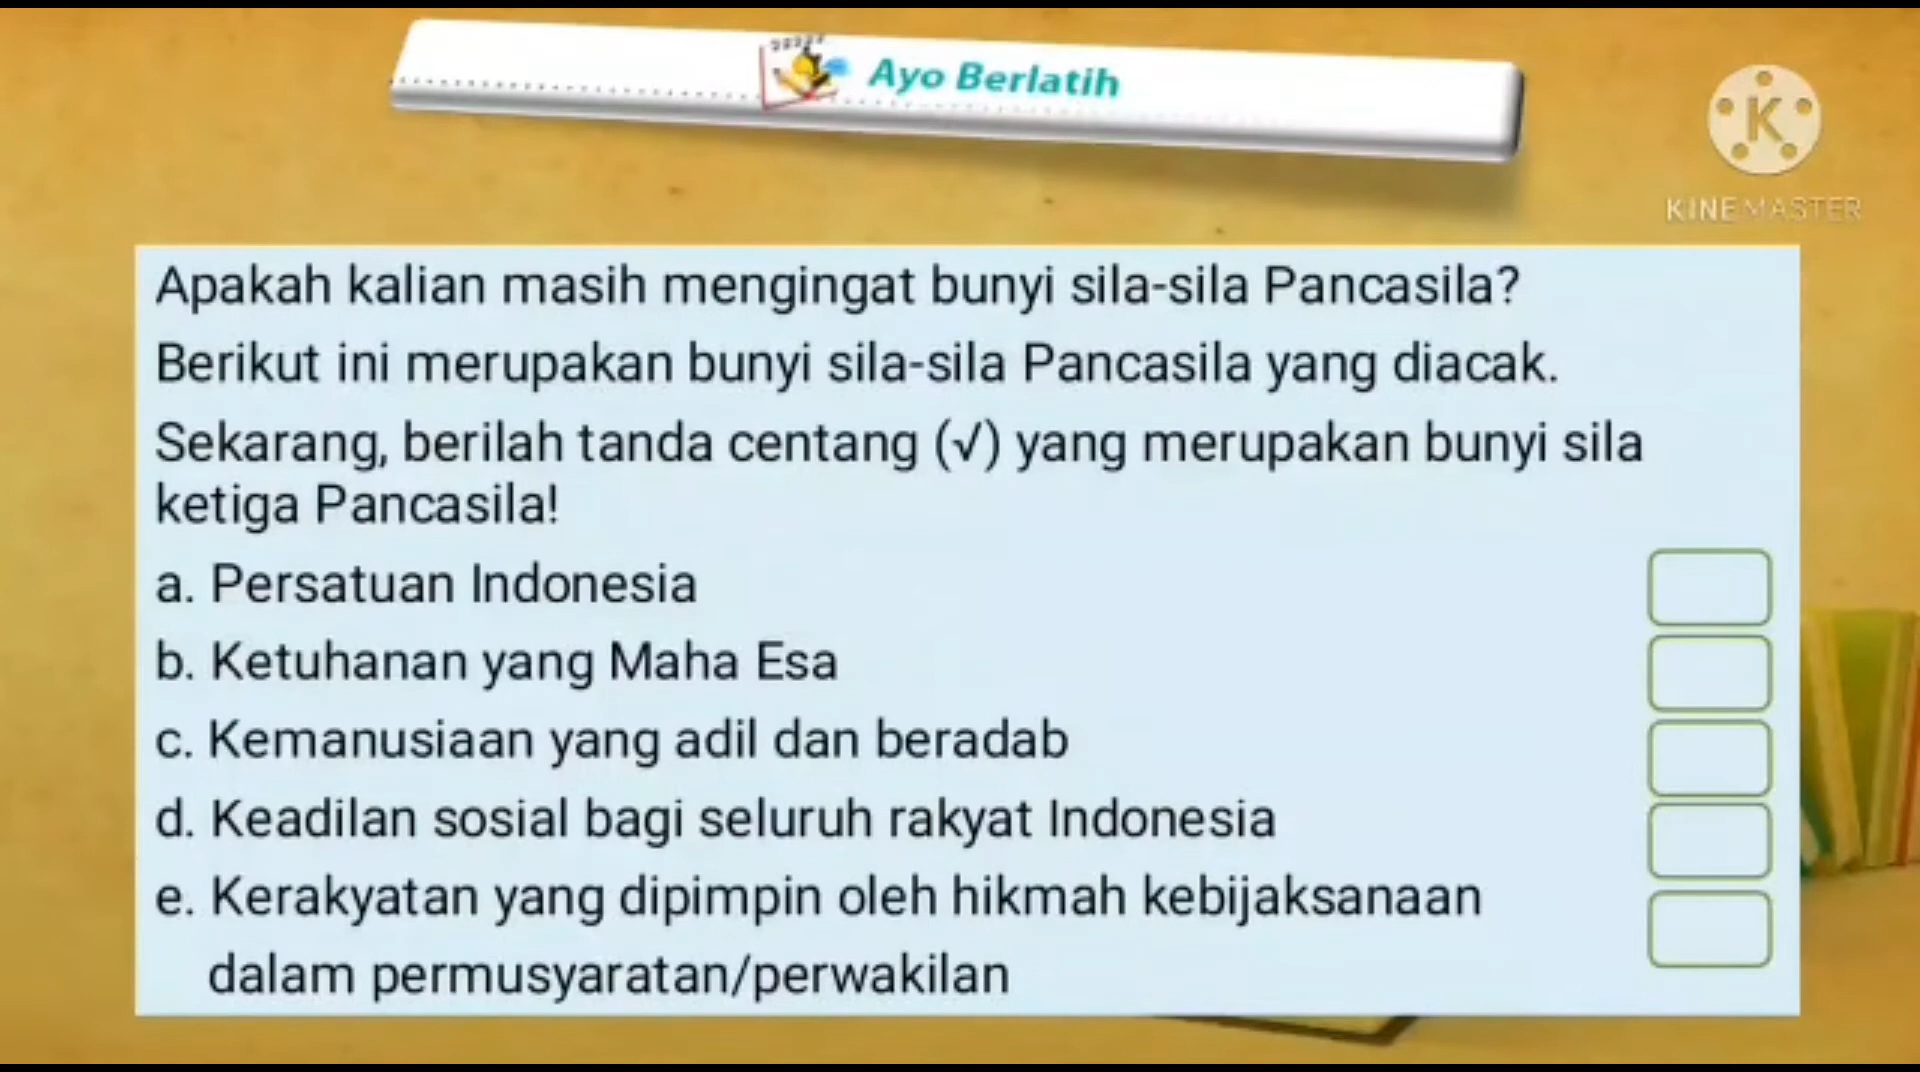 Ayo Berlatih
KINEMASTER
Apakah kalian masih mengingat bunyi sila-sila Pancasila?
Berikut ini merupakan bunyi sila-sila Pancasila yang diacak.
Sekarang, berilah tanda centang (√) yang merupakan bunyi sila
ketiga Pancasila!
a. Persatuan Indonesia
b. Ketuhanan yang Maha Esa
c. Kemanusiaan yang adil dan beradab
d. Keadilan sosial bagi seluruh rakyat Indonesia
e. Kerakyatan yang dipimpin oleh hikmah kebijaksanaan
dalam permusyaratan/perwakilan